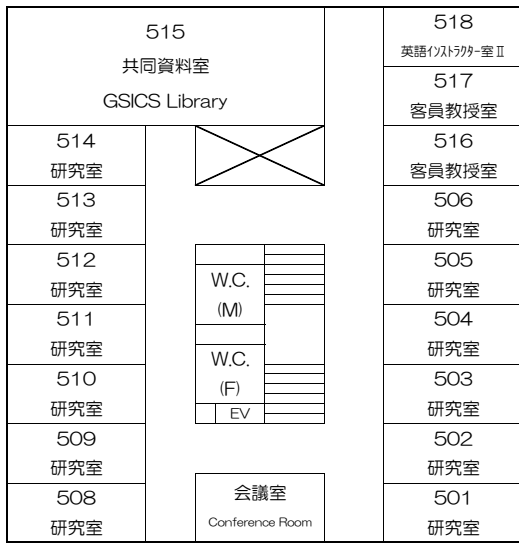 515
共同資料室
GSICS Library
514
研究室
513
研究室
512
研究室
511
研究室
510
研究室
509
研究室
508
研究室
W.C.
(M)
W.C.
(F)
EV
会議室
Conference Room
518
英語インストラクター室Ⅱ
517
客員教授室
516
客員教授室
506
研究室
505
研究室
504
研究室
503
研究室
502
研究室
501
研究室